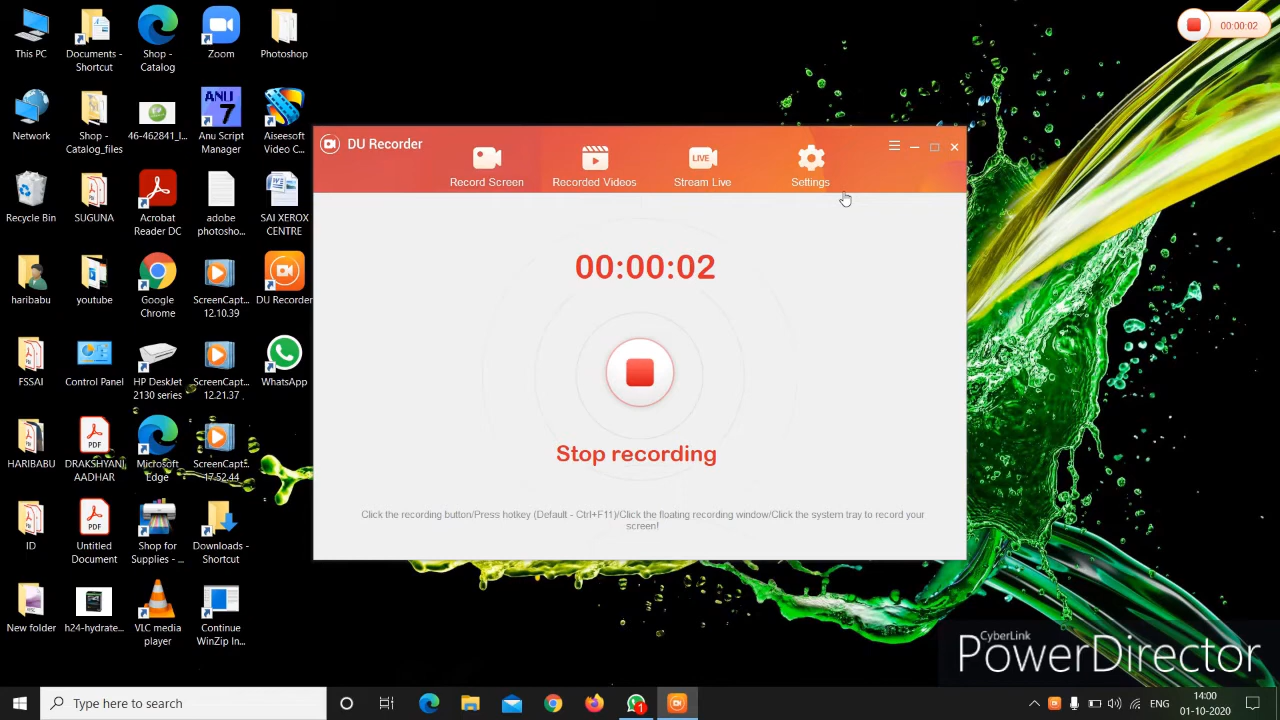 This PC
Documents -
Shortcut
Shop -
Catalog
Zoom
Photoshop
Network
Shop -
Catalog_files
46-462841_l...
ANU
7
Anu Script
Manager
Aiseesoft
Video C...
Recycle Bin
SUGUNA
Acrobat
Reader DC
adobe
photosho...
SAI XEROX
CENTRE
haribabu
youtube
Google
Chrome
ScreenCapt...
12.10.39
DU Recorder
FSSAI
Control Panel
HP DeskJet
2130 series
ScreenCapt...
12.21.37
WhatsApp
HARIBABU
PDF
DRAKSHYANI
AADHAR
Microsoft
Edge
ScreenCapt...
17.52.44
ID
PDF
Untitled
Document
Shop for
Supplies - ...
Downloads -
Shortcut
New folder
h24-hydrate...
VLC media
player
Continue
WinZip In...
00:00:02
DU Recorder
Record Screen
Recorded Videos
LIVE
Stream Live
Settings
00:00:02
Stop recording
Click the recording button/Press hotkey (Default - Ctrl+F11)/Click the floating recording window/Click the system tray to record your
screen!
CyberLink
PowerDirector
Type here to search
1
ENG
14:00
01-10-2020